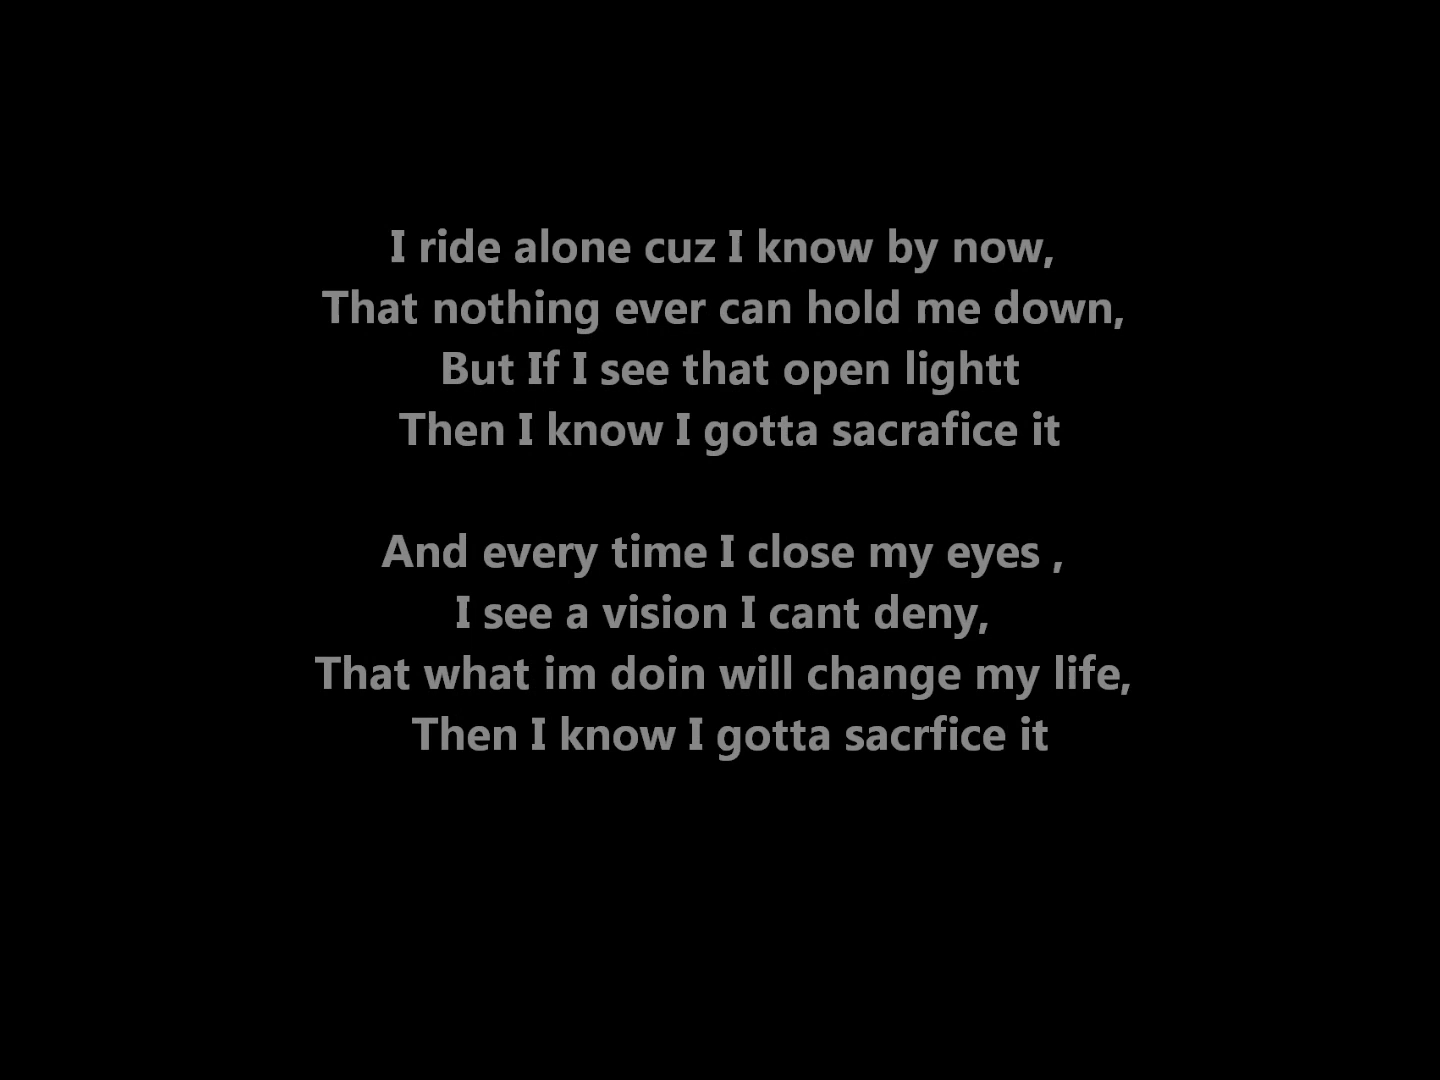 I ride alone cuz I know by now,
That nothing ever can hold me down,
But If I see that open lightt
Then I know I gotta sacrafice it
And every time I close my eyes ,
I see a vision I cant deny,
That what im doin will change my life,
Then I know I gotta sacrfice it